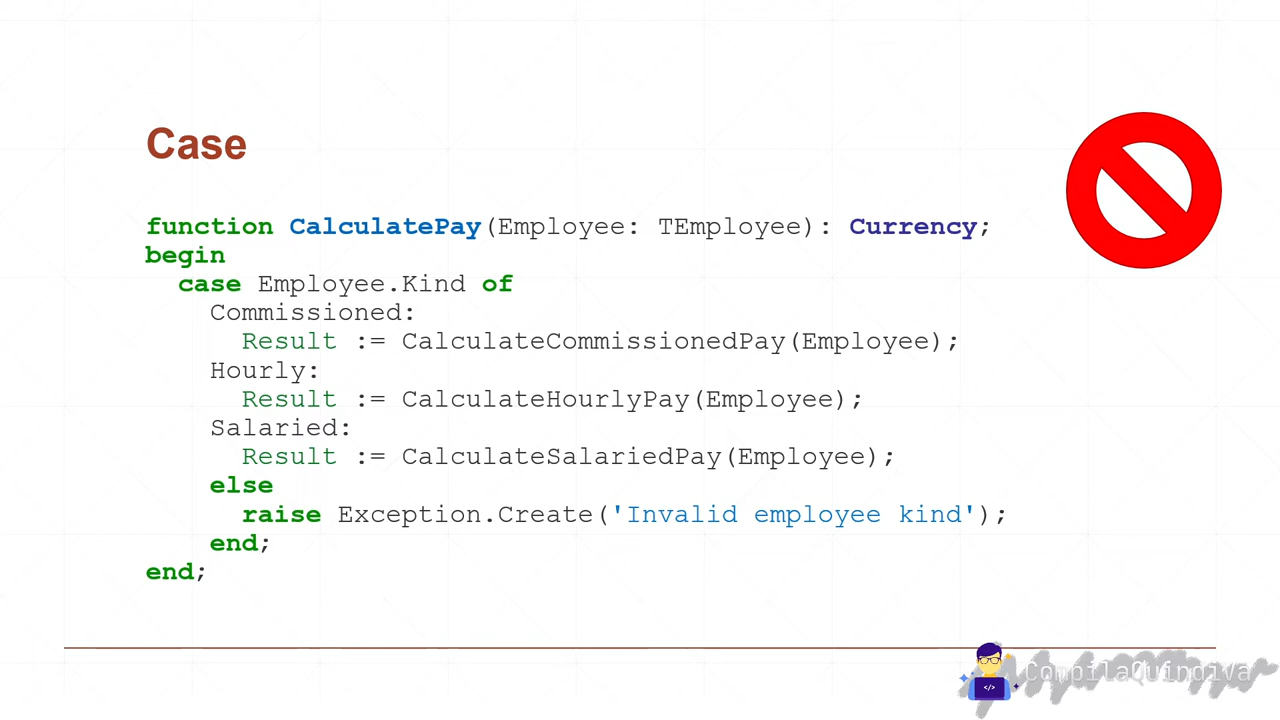 Case
function CalculatePay(Employee: TEmployee): Currency;
begin
  case Employee.Kind of
    Commissioned:
      Result := CalculateCommissionedPay(Employee);
    Hourly:
      Result := CalculateHourlyPay(Employee);
    Salaried:
      Result := CalculateSalariedPay(Employee);
    else
      raise Exception.Create('Invalid employee kind');
    end;
end;
</>
CompilaQuindiva